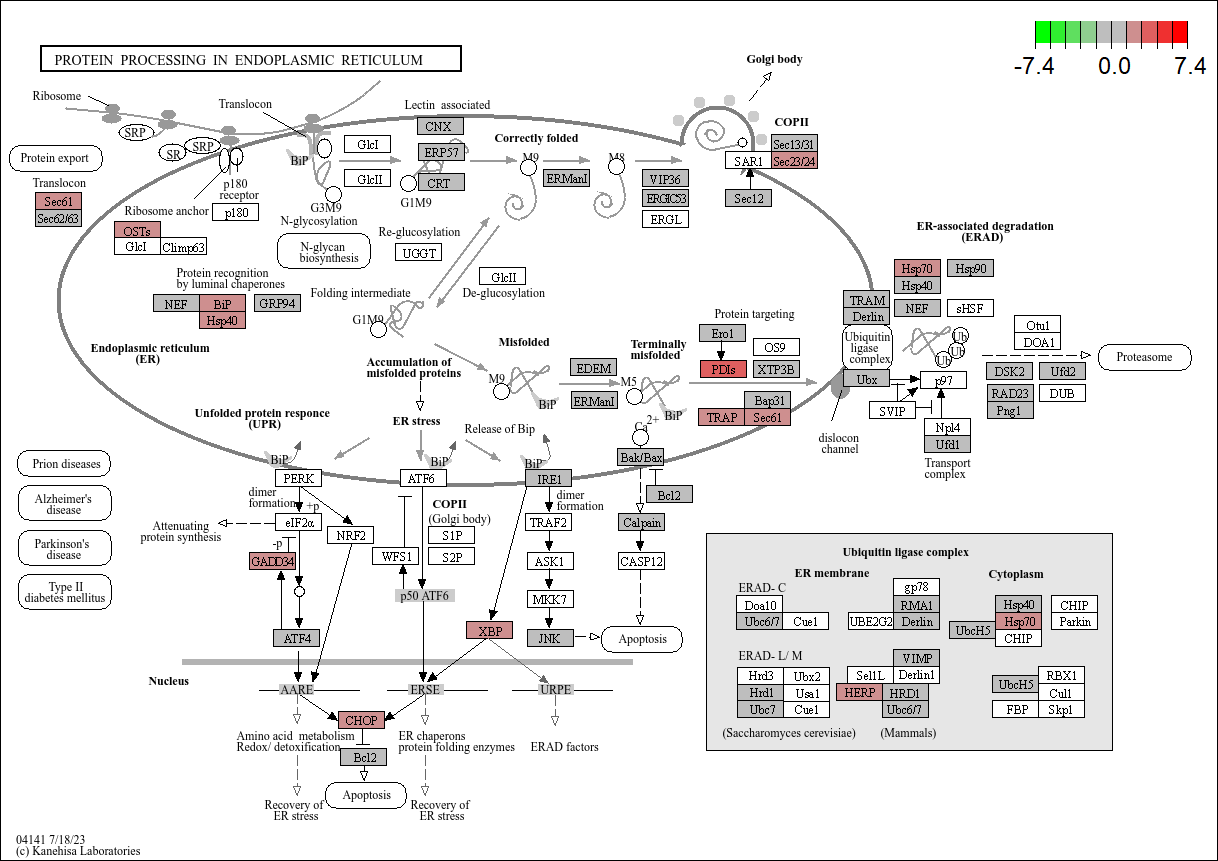 PROTEIN PROCESSING IN ENDOPLASMIC RETICULUM
-7.4 0.0 7.4
Golgi body
Ribosome
Translocon
Lectin associated
SRP
SR
SRP
BiP
GlcI
GlcII
CNX
ERP57
CRT
G1M9
Correctly folded
M9
ERManI
M8
VIP36
ERGIC53
ERGL
COPII
Sec13/31
SAR1
Sec23/24
Sec12
Protein export
Translocon
Sec61
Sec62/63
p180
receptor
Ribosome anchor
p180
OSTs
GlcI
Climp63
G3M9
N-glycosylation
N-glycan
biosynthesis
Re-glucosylation
UGGT
GlcII
De-glucosylation
Protein recognition
by luminal chaperones
NEF
BiP
GRP94
Hsp40
Folding intermediate
G1M9
Endoplasmic reticulum
(ER)
Accumulation of
misfolded proteins
Misfolded
M9
BiP
EDEM
ERManI
Terminally
misfolded
M5
BiP
Protein targeting
Ero1
OS9
PDIs
XTP3B
Bap31
TRAP
Sec61
ER-associated degradation
(ERAD)
Hsp70
Hsp90
Hsp40
TRAM
Derlin
NEF
sHSF
Ubiquitin
ligase
complex
Ub
Ub
Ub
Ubx
p97
SVIP
Npl4
Ufd1
Transport
complex
dislocon
channel
Otu1
DOA1
DSK2
Ufd2
RAD23
DUB
Png1
Proteasome
Unfolded protein responce
(UPR)
ER stress
Release of Bip
Ca2+
BiP
BiP
BiP
PERK
ATF6
IRE1
Bak/Bax
Bcl2
Prion diseases
Alzheimer's
disease
Parkinson's
disease
Type II
diabetes mellitus
dimer
formation
+p
eIF2α
Attenuating
protein synthesis
-p
GADD34
NRF2
ATF4
COPII
(Golgi body)
S1P
S2P
WFS1
p50 ATF6
dimer
formation
TRAF2
ASK1
MKK7
JNK
XBP
Calpain
CASP12
Apoptosis
Nucleus
AARE
ERSE
URPE
CHOP
Amino acid metabolism
Redox/ detoxification
Bcl2
ER chaperons
protein folding enzymes
ERAD factors
Recovery of
ER stress
Apoptosis
Recovery of
ER stress
Ubiquitin ligase complex
ER membrane
Cytoplasm
ERAD- C
Doa10
Ubc6/7
Cue1
gp78
RMA1
UBE2G2
Derlin
UbcH5
Hsp40
Hsp70
CHIP
CHIP
Parkin
ERAD- L/ M
Hrd3
Ubx2
Hrd1
Usa1
Ubc7
Cue1
VIMP
Sel1L
Derlin1
HERP
HRD1
Ubc6/7
UbcH5
RBX1
Cul1
FBP
Skp1
(Saccharomyces cerevisiae)
(Mammals)
04141 7/18/23
(c) Kanehisa Laboratories